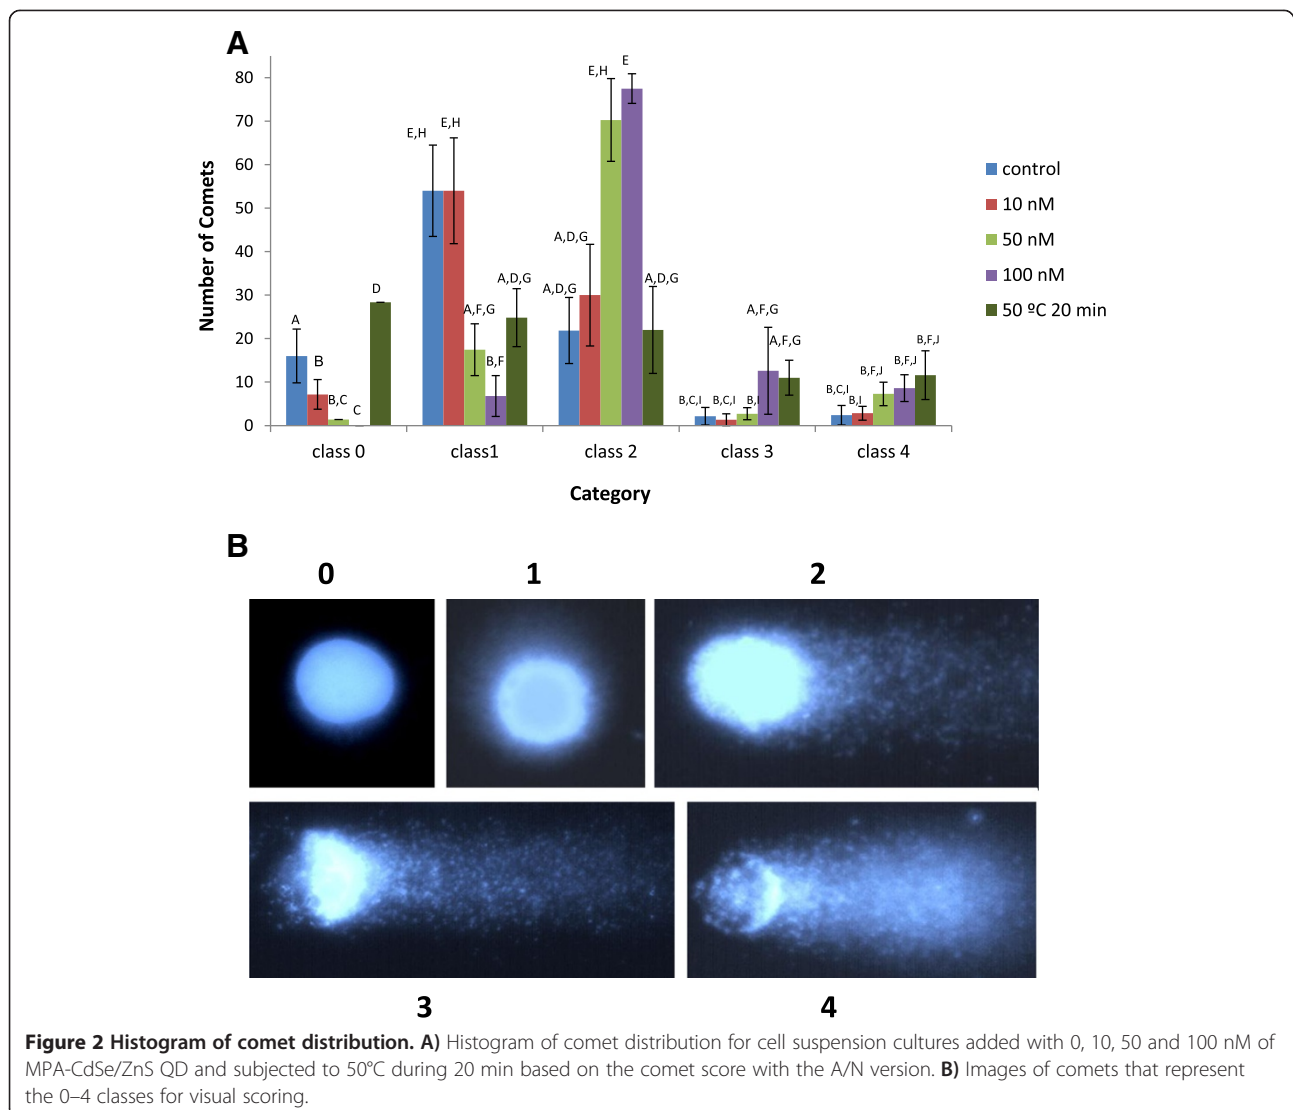 A
Number of Comets
80
70
60
50
40
30
20
10
0
A
B
B,C
C
D
E,H
E,H
A,F,G
B,F
A,D,G
A,D,G
A,D,G
E,H
E
A,D,G
B,C,I
B,C,I
B,I
A,F,G
A,F,G
B,C,I
B,I
B,F,J
B,F,J
B,F,J
class 0
class1
class 2
class 3
class 4
Category
control
10 nM
50 nM
100 nM
50 ºC 20 min
B
0
1
2
3
4
Figure 2 Histogram of comet distribution. A) Histogram of comet distribution for cell suspension cultures added with 0, 10, 50 and 100 nM of
MPA-CdSe/ZnS QD and subjected to 50°C during 20 min based on the comet score with the A/N version. B) Images of comets that represent
the 0–4 classes for visual scoring.